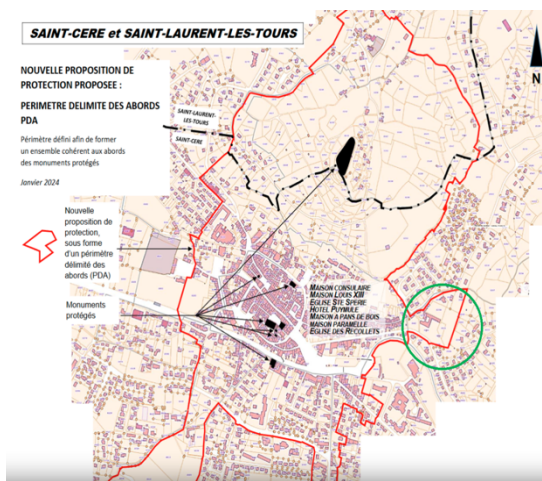 SAINT-CERE et SAINT-LAURENT-LES-TOURS
NOUVELLE PROPOSITION DE
PROTECTION PROPOSEE :
PERIMETRE DELIMITE DES ABORDS
PDA
Périmètre défini afin de former
un ensemble cohérent aux abords
des monuments protégés
Janvier 2024
N
SAINT-LAURENT-
LES-TOURS
SAINT-CERE
Nouvelle
proposition de
protection,
sous forme
d'un périmètre
délimité des
abords (PDA)
Monuments
protégés
MAISON CONSULAIRE
MAISON LOUIS XIII
EGLISE STE SPERIE
HOTEL PUYMULE
MAISON A PANS DE BOIS
MAISON PARAMELLE
EGLISE DES RECOLLETS